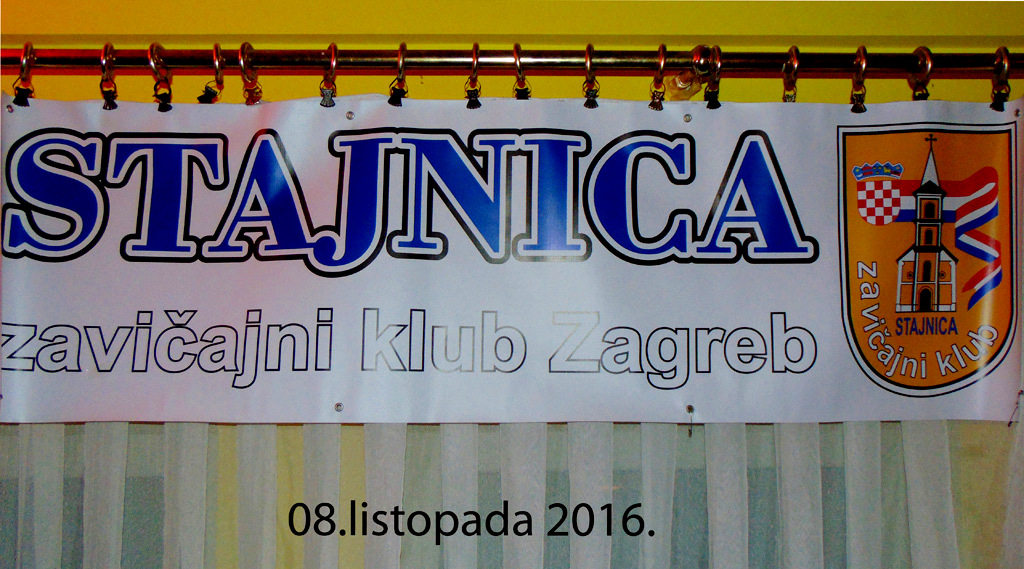 STAJNICA
zavičajni klub Zagreb
STAJNICA
zavičajni klub
08.listopada 2016.